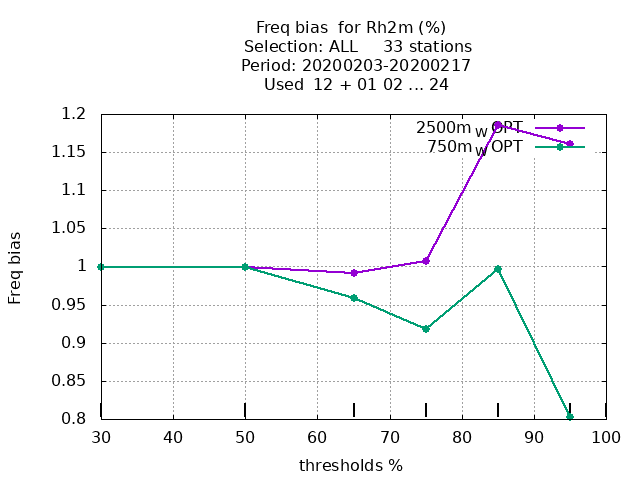 Freq bias  for Rh2m (%)
Selection: ALL     33 stations
Period: 20200203-20200217
Used  12 + 01 02 ... 24
2500m W OPT
750m W OPT
1.2
1.15
1.1
1.05
1
0.95
0.9
0.85
0.8
Freq bias
30 40 50 60 70 80 90 100
thresholds %